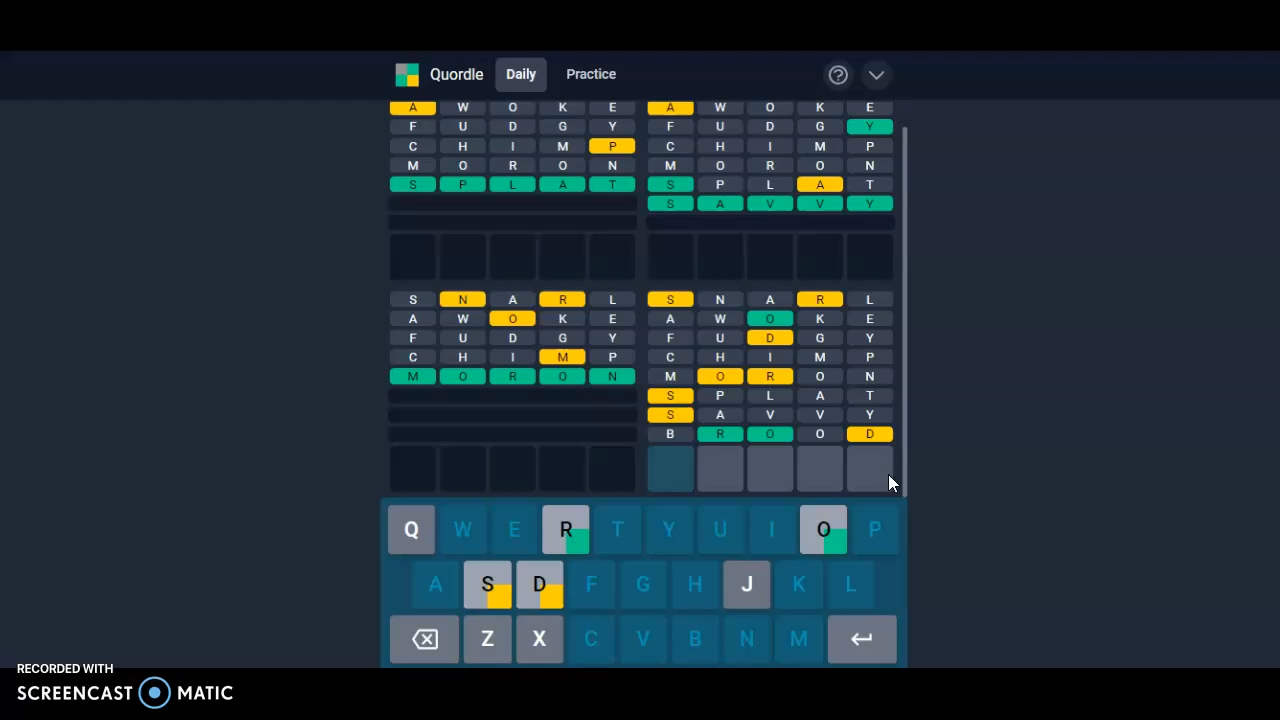 Quordle Daily Practice ?
A W O K E A W O K E
F U D G Y F U D G Y
C H I M P C H I M P
M O R O N M O R O N
S P L A T S P L A T
S A V V Y
S N A R L S N A R L
A W O K E A W O K E
F U D G Y F U D G Y
C H I M P C H I M P
M O R O N M O R O N
S P L A T
S A V V Y
B R O O D
Q W E R T Y U I O P
A S D F G H J K L
Z X C V B N M
RECORDED WITH
SCREENCAST MATIC